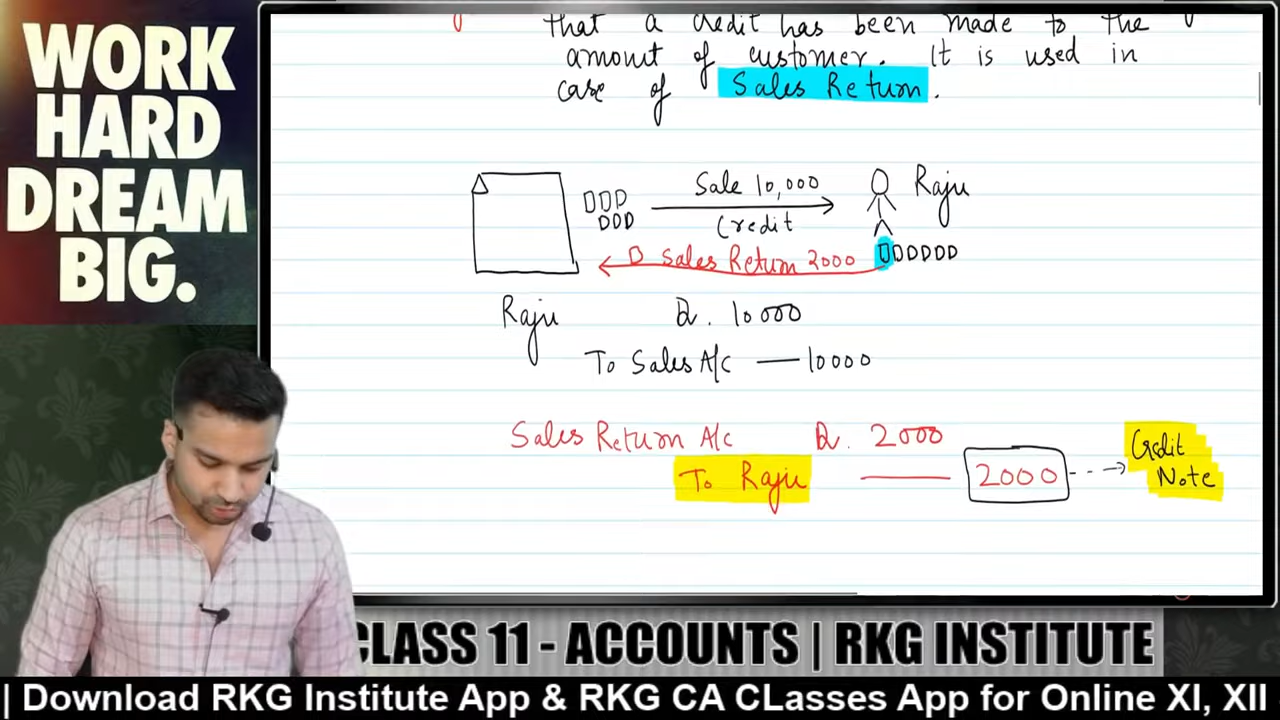 WORK
HARD
DREAM
BIG.
that a credit has been made to the
amount of customer. It is used in
case of Sales Return.
Sale 10,000
Credit
Raju
Sales Return 2000
Raju Dr. 10000
To Sales A/c — 10000
Sales Return A/c Dr. 2000
To Raju — 2000
Credit
Note
CLASS 11 - ACCOUNTS | RKG INSTITUTE
| Download RKG Institute App & RKG CA CLasses App for Online XI, XII